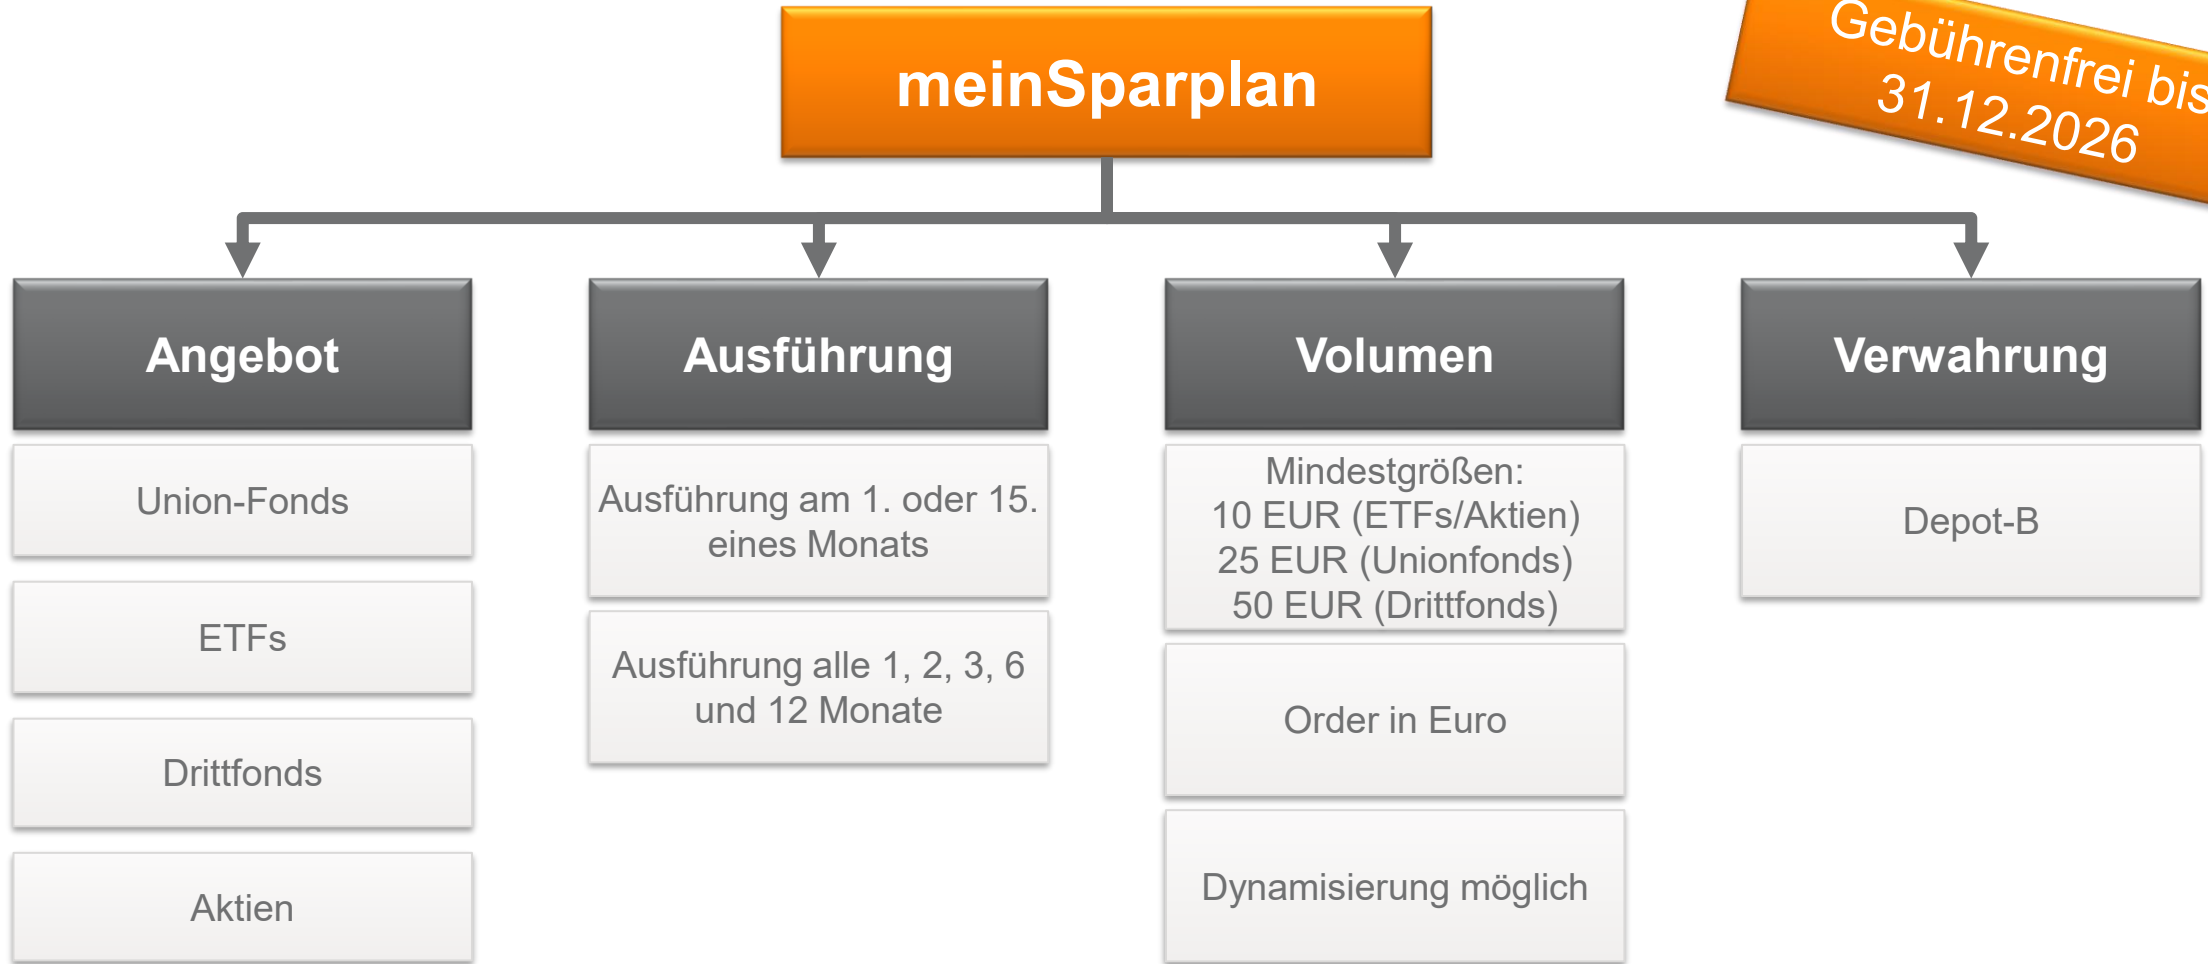 meinSparplan
Gebührenfrei bis
31.12.2026
Angebot
Union-Fonds
ETFs
Drittfonds
Aktien
Ausführung
Ausführung am 1. oder 15.
eines Monats
Ausführung alle 1, 2, 3, 6
und 12 Monate
Volumen
Mindestgrößen:
10 EUR (ETFs/Aktien)
25 EUR (Unionfonds)
50 EUR (Drittfonds)
Order in Euro
Dynamisierung möglich
Verwahrung
Depot-B